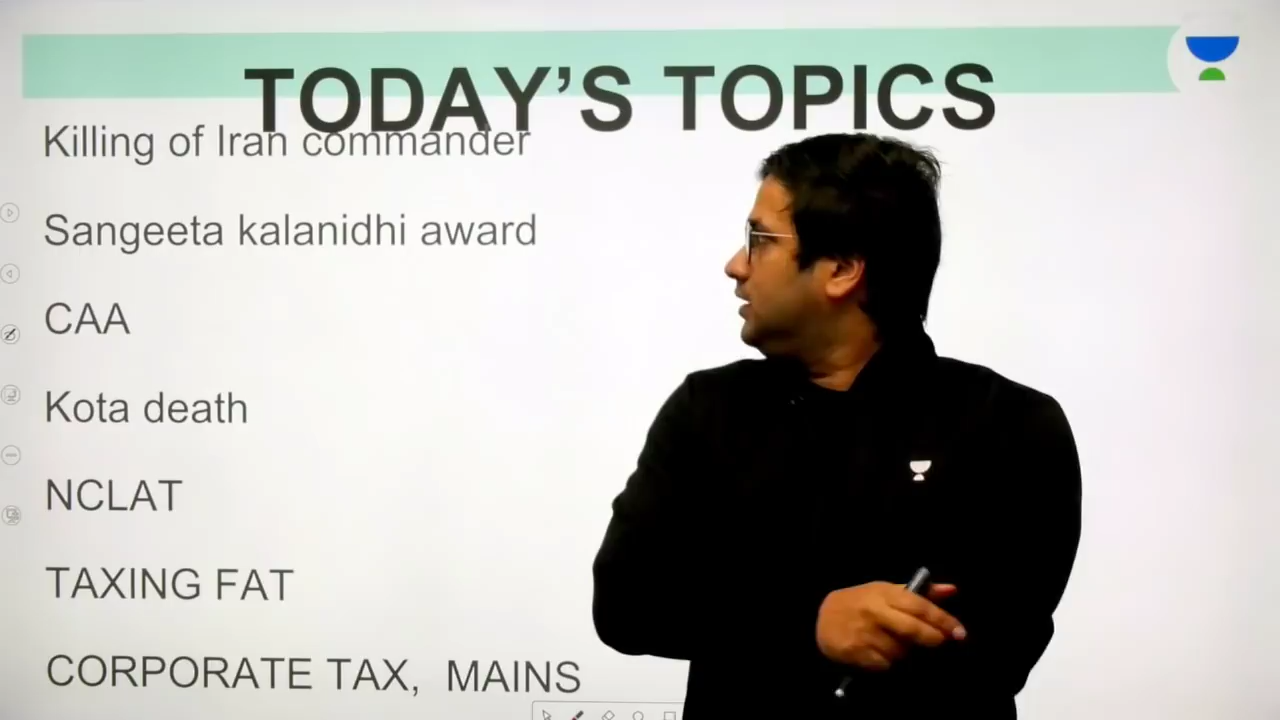 TODAY'S TOPICS
Killing of Iran commander
Sangeeta kalanidhi award
CAA
Kota death
NCLAT
TAXING FAT
CORPORATE TAX, MAINS